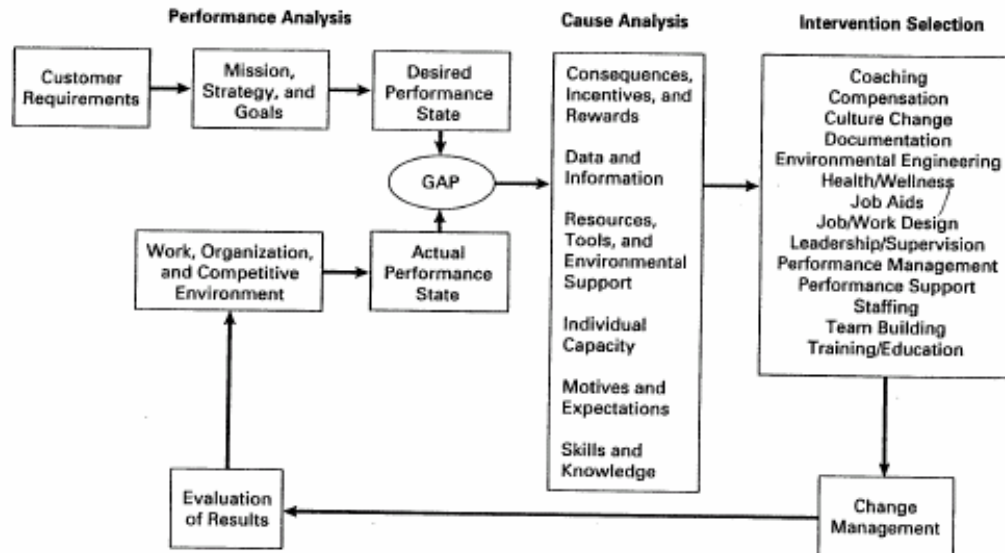 Performance Analysis
Cause Analysis
Intervention Selection
Customer
Requirements
Mission,
Strategy, and
Goals
Desired
Performance
State
GAP
Work, Organization,
and Competitive
Environment
Actual
Performance
State
Evaluation
of Results
Consequences,
Incentives, and
Rewards
Data and
Information
Resources,
Tools, and
Environmental
Support
Individual
Capacity
Motives and
Expectations
Skills and
Knowledge
Coaching
Compensation
Culture Change
Documentation
Environmental Engineering
Health/Wellness
Job Aids
Job/Work Design
Leadership/Supervision
Performance Management
Performance Support
Staffing
Team Building
Training/Education
Change
Management